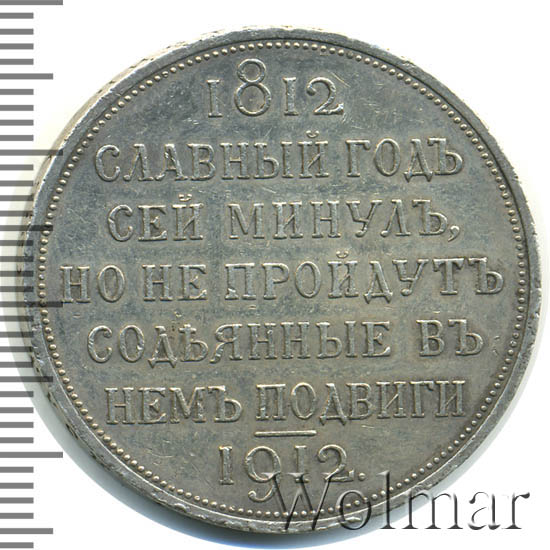 1812
СЛАВНЫЙ ГОДЪ
СЕЙ МИНУЛЪ,
НО НЕ ПРОЙДУТЪ
СОДѢЯННЫЕ ВЪ
НЕМЪ ПОДВИГИ
1912.
Wolmar